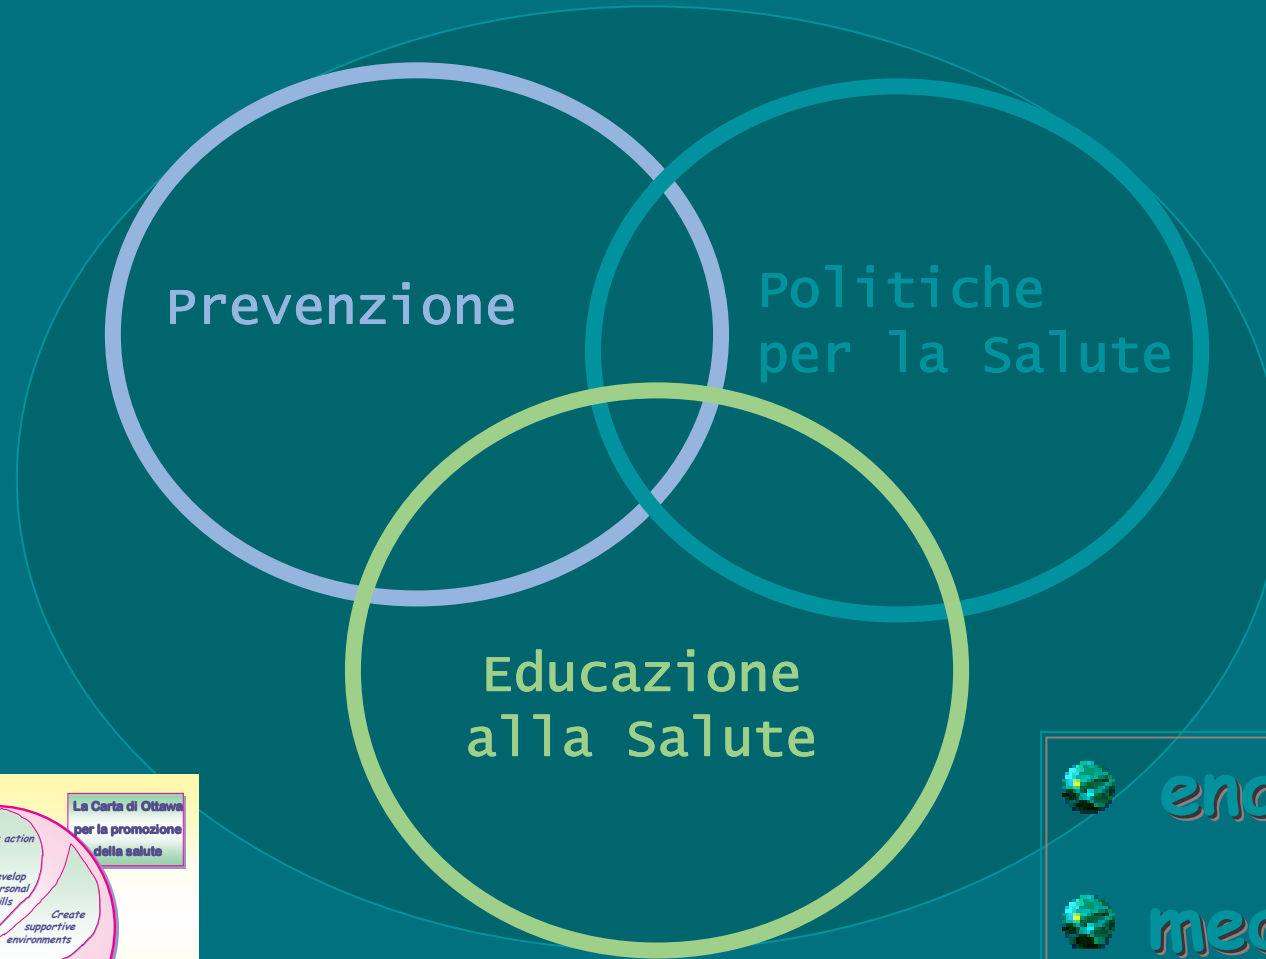 Prevenzione
Politiche
per la Salute
Educazione
alla Salute
La Carta di Ottawa
per la promozione
della salute
action
Create
supportive
environments